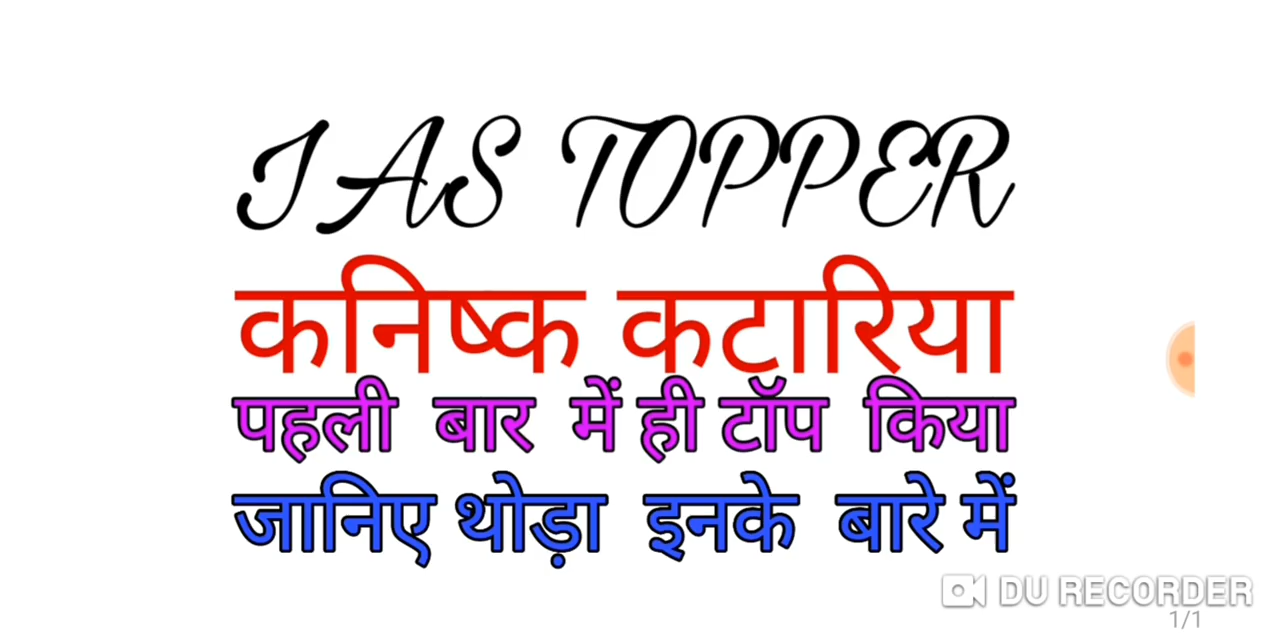 IAS TOPPER
कनिष्क कटारिया
पहली बार में ही टॉप किया
जानिए थोड़ा इनके बारे में
DU RECORDER
1/1